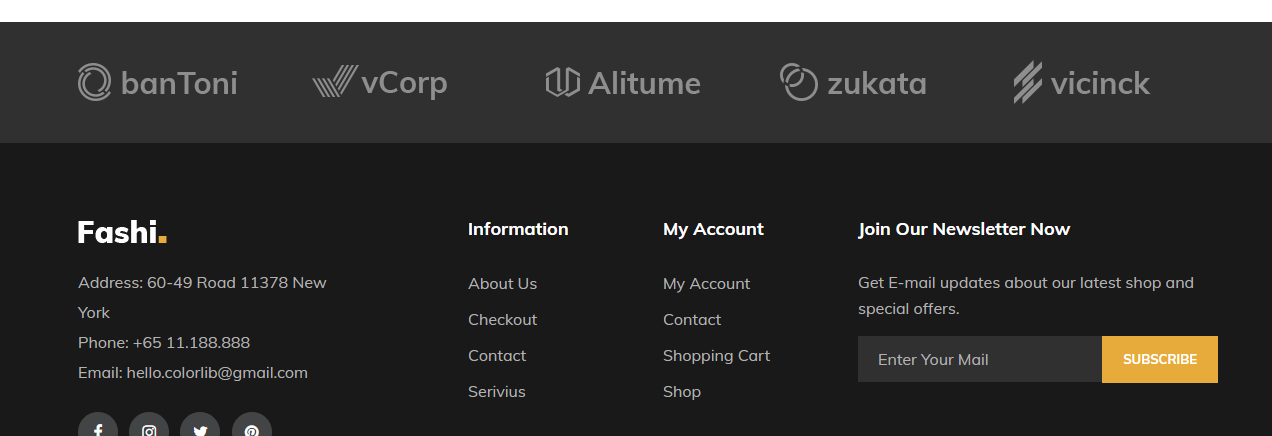 banToni
vCorp
Alitume
zukata
vicinck
Fashi.
Address: 60-49 Road 11378 New
York
Phone: +65 11.188.888
Email: hello.colorlib@gmail.com
Information
About Us
Checkout
Contact
Serivius
My Account
My Account
Contact
Shopping Cart
Shop
Join Our Newsletter Now
Get E-mail updates about our latest shop and
special offers.
Enter Your Mail
SUBSCRIBE